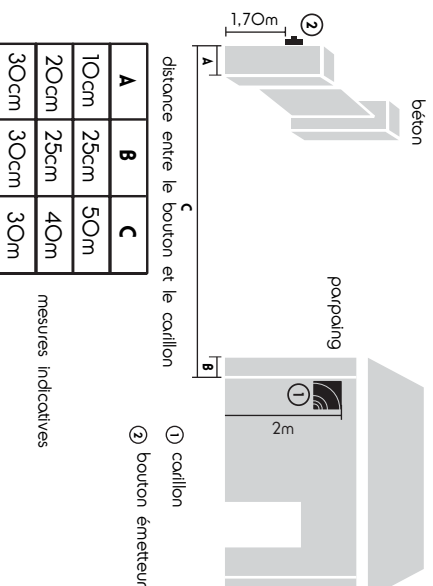 béton
1,70m
2
A
C
B
distance entre le bouton et le carillon
parpaing
1
2m
1 carillon
2 bouton émetteur
A B C
10cm 25cm 50m
20cm 25cm 40m
30cm 30cm 30m
mesures indicatives